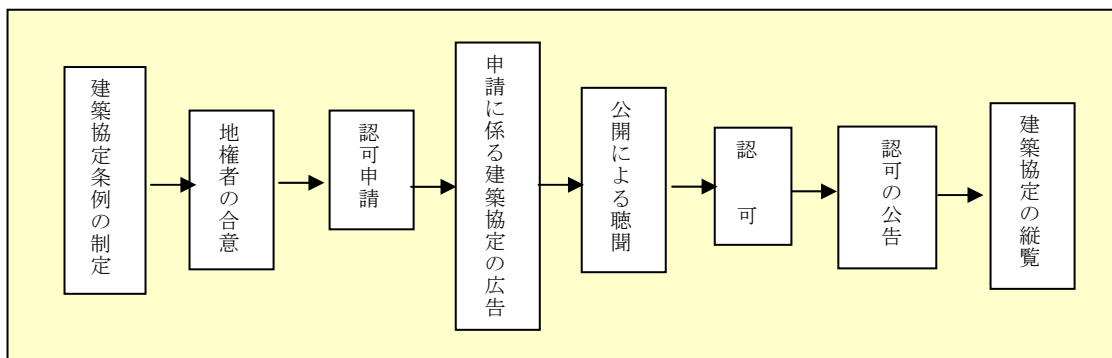 建築協定条例の制定
地権者の合意
認可申請
申請に係る建築協定の広告
公開による聴聞
認可
認可の公告
建築協定の縦覧